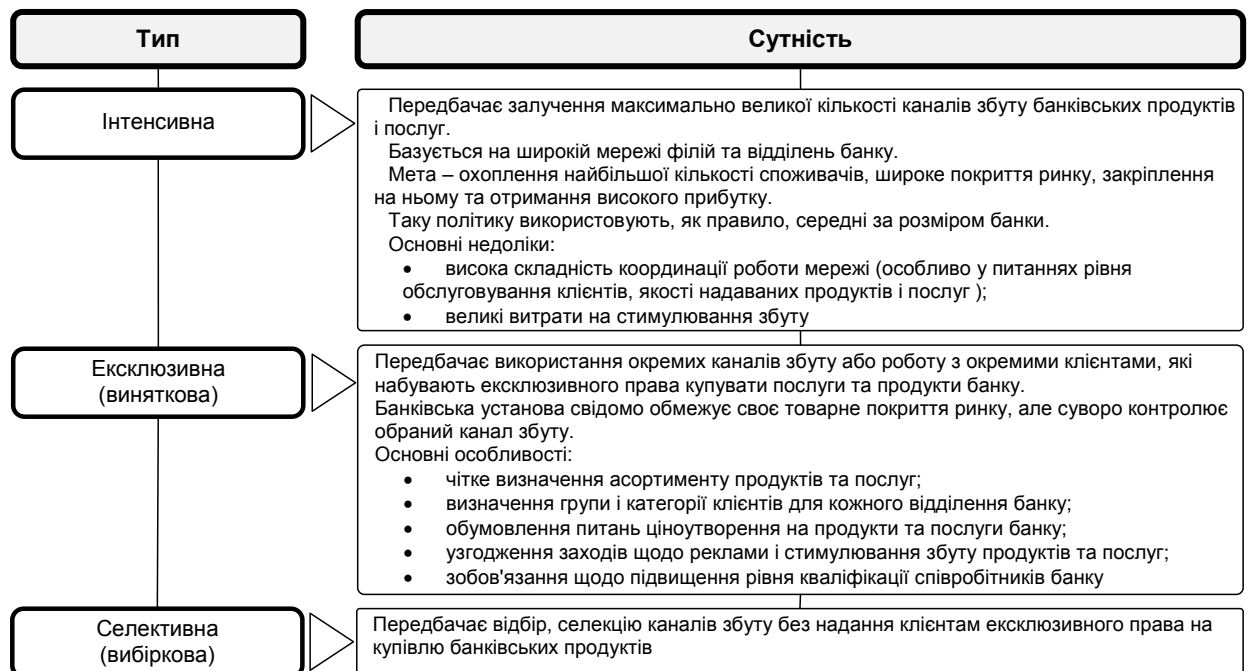 Тип
Сутність
Інтенсивна
Передбачає залучення максимально великої кількості каналів збуту банківських продуктів
і послуг.
Базується на широкій мережі філій та відділень банку.
Мета – охоплення найбільшої кількості споживачів, широке покриття ринку, закріплення
на ньому та отримання високого прибутку.
Таку політику використовують, як правило, середні за розміром банки.
Основні недоліки:
• висока складність координації роботи мережі (особливо у питаннях рівня
обслуговування клієнтів, якості надаваних продуктів і послуг );
• великі витрати на стимулювання збуту
Ексклюзивна
(виняткова)
Передбачає використання окремих каналів збуту або роботу з окремими клієнтами, які
набувають ексклюзивного права купувати послуги та продукти банку.
Банківська установа свідомо обмежує своє товарне покриття ринку, але суворо контролює
обраний канал збуту.
Основні особливості:
• чітке визначення асортименту продуктів та послуг;
• визначення групи і категорії клієнтів для кожного відділення банку;
• обумовлення питань ціноутворення на продукти та послуги банку;
• узгодження заходів щодо реклами і стимулювання збуту продуктів та послуг;
• зобов'язання щодо підвищення рівня кваліфікації співробітників банку
Селективна
(вибіркова)
Передбачає відбір, селекцію каналів збуту без надання клієнтам ексклюзивного права на
купівлю банківських продуктів